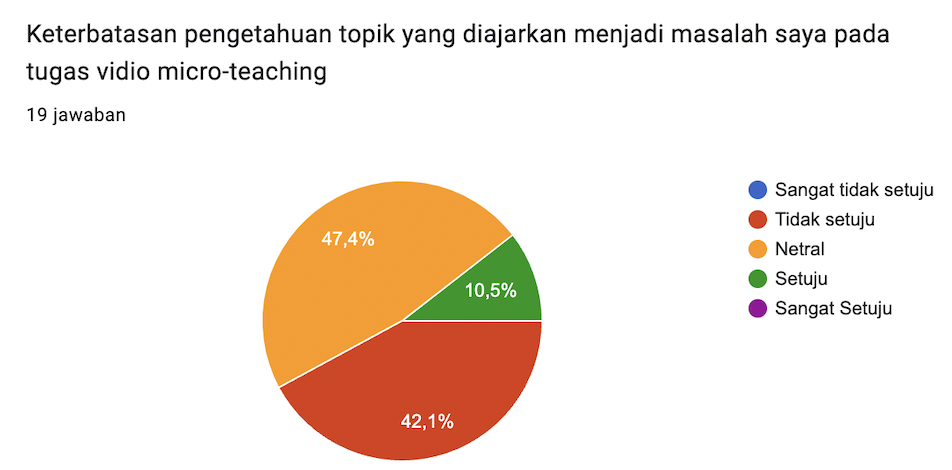 Keterbatasan pengetahuan topik yang diajarkan menjadi masalah saya pada
tugas vidio micro-teaching
19 jawaban
47,4%
10,5%
42,1%
Sangat tidak setuju
Tidak setuju
Netral
Setuju
Sangat Setuju